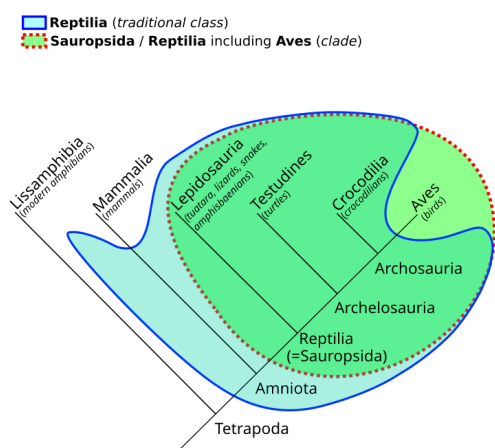 Reptilia (traditional class)
Sauropsida / Reptilia including Aves (clade)
Lissamphibia
(modern amphibians)
Mammalia
(mammals)
Lepidosauria
(tuatara, lizards, snakes,
amphisbaenians)
Testudines
(turtles)
Crocodilia
(crocodilians)
Aves
(birds)
Archosauria
Archelosauria
Reptilia
(=Sauropsida)
Amniota
Tetrapoda